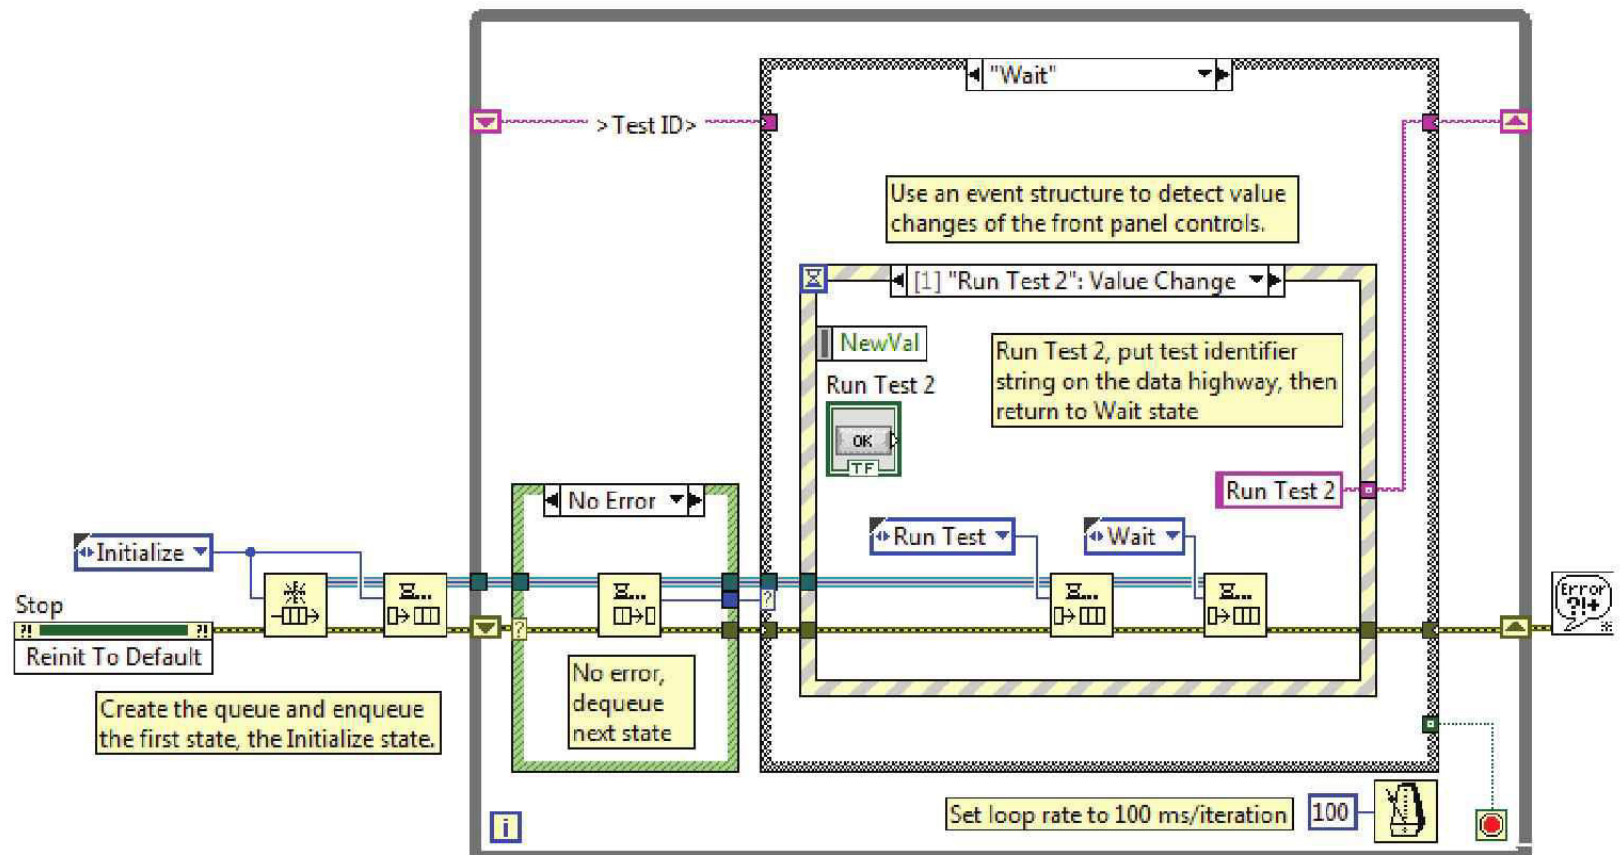 "Wait"
>Test ID>
Use an event structure to detect value
changes of the front panel controls.
[1] "Run Test 2": Value Change
NewVal
Run Test 2
OK
TF
Run Test 2, put test identifier
string on the data highway, then
return to Wait state
Run Test 2
No Error
Initialize
Run Test
Wait
Stop
?!
?!
Reinit To Default
?
?
Error
?!+
No error,
dequeue
next state
Create the queue and enqueue
the first state, the Initialize state.
Set loop rate to 100 ms/iteration
100
i